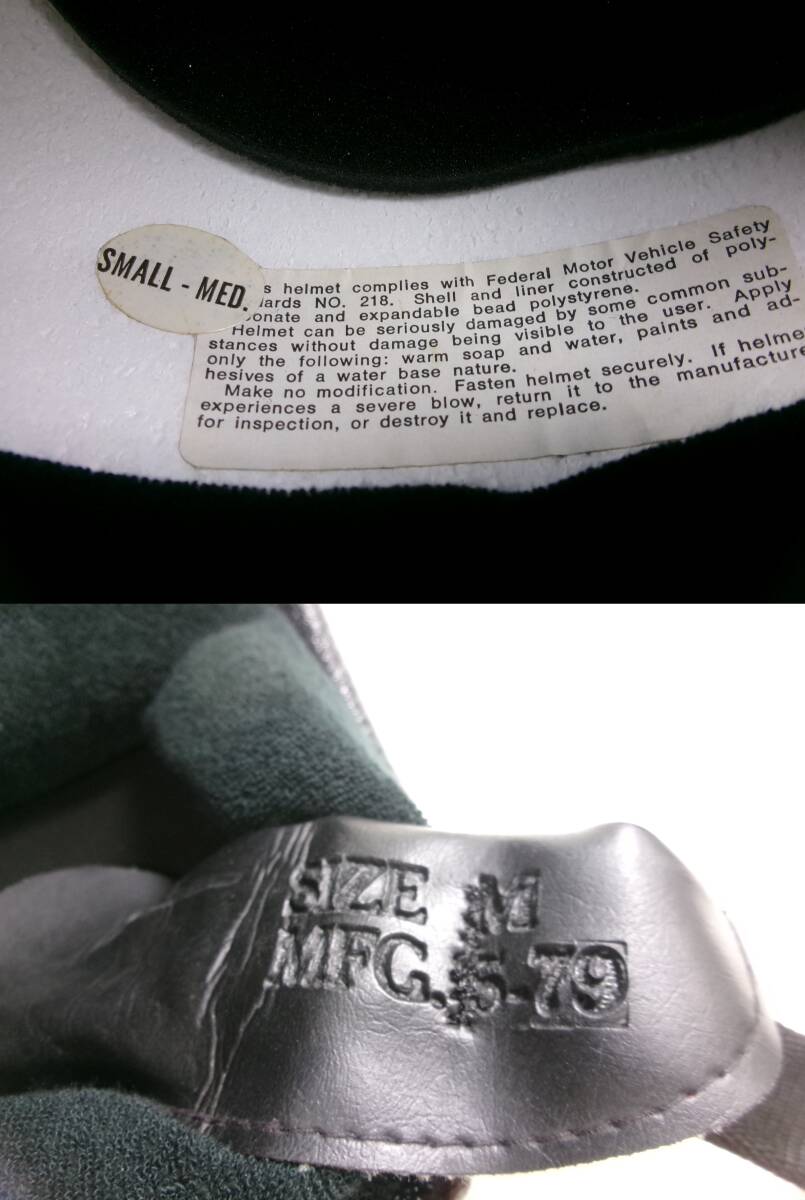 SMALL - MED.
s helmet complies with Federal Motor Vehicle Safety
dards NO. 218. Shell and liner constructed of poly-
onate and expandable bead polystyrene.
Helmet can be seriously damaged by some common sub-
stances without damage being visible to the user. Apply
only the following: warm soap and water, paints and ad-
hesives of a water base nature.
Make no modification. Fasten helmet securely. If helme
experiences a severe blow, return it to the manufacture
for inspection, or destroy it and replace.
SIZE M
MFG. 5-79